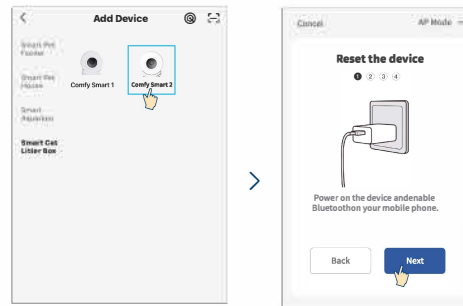 Add Device
Smart Pet
Feeder
Smart Pet
House
Smart
Aquarium
Smart Cat
Litter Box
Comfy Smart 1
Comfy Smart 2
Cancel
AP Mode
Reset the device
1 2 3 4
Power on the device andenable
Bluetoothon your mobile phone.
Back
Next